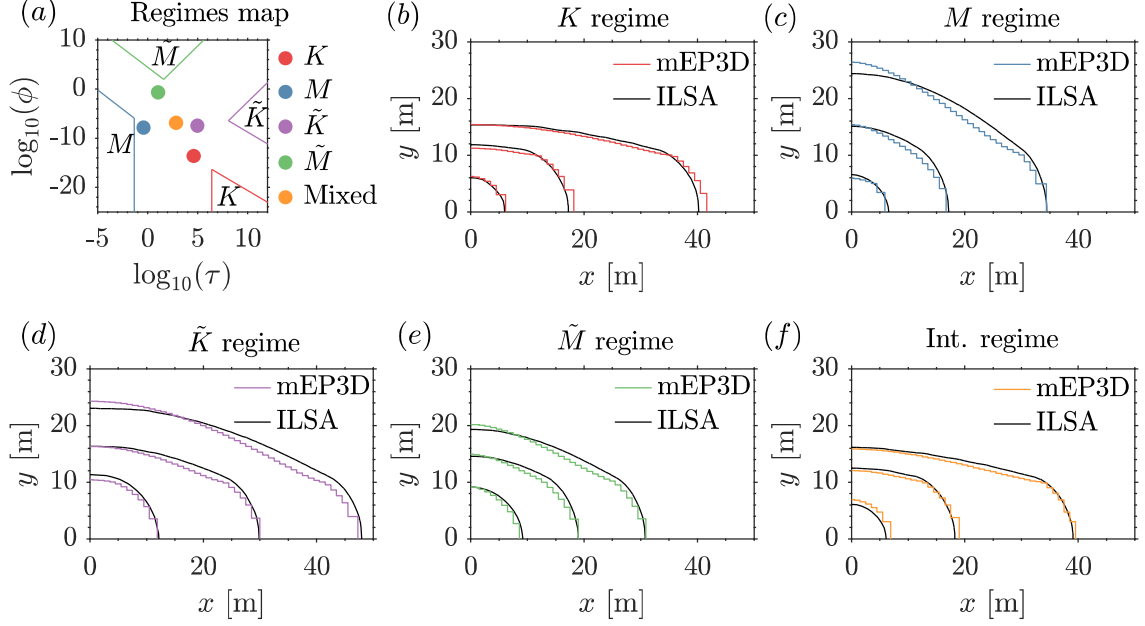 (a) Regimes map
10
0
-10
-20
log₁₀(ϕ)
-5 0 5 10
log₁₀(τ)
M̃
K̃
M
K
K
M
K̃
M̃
Mixed
(b) K regime
30
20
10
0
y [m]
mEP3D
ILSA
0 20 40
x [m]
(c) M regime
30
20
10
0
y [m]
mEP3D
ILSA
0 20 40
x [m]
(d) K̃ regime
30
20
10
0
y [m]
mEP3D
ILSA
0 20 40
x [m]
(e) M̃ regime
30
20
10
0
y [m]
mEP3D
ILSA
0 20 40
x [m]
(f) Int. regime
30
20
10
0
y [m]
mEP3D
ILSA
0 20 40
x [m]